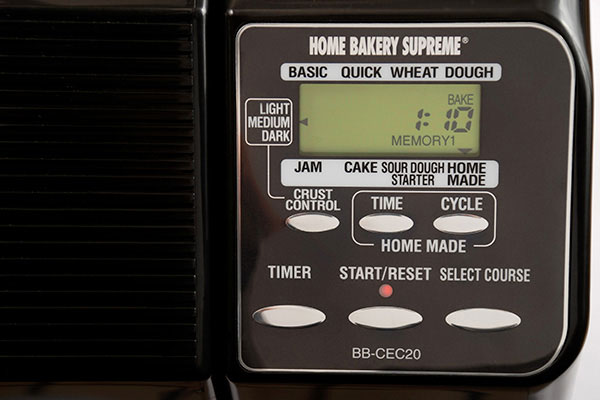 HOME BAKERY SUPREME®
BASIC QUICK WHEAT DOUGH
LIGHT
MEDIUM
DARK
BAKE
1:10
MEMORY1
JAM CAKE SOUR DOUGH STARTER HOME MADE
CRUST CONTROL
TIME CYCLE
HOME MADE
TIMER START/RESET SELECT COURSE
BB-CEC20